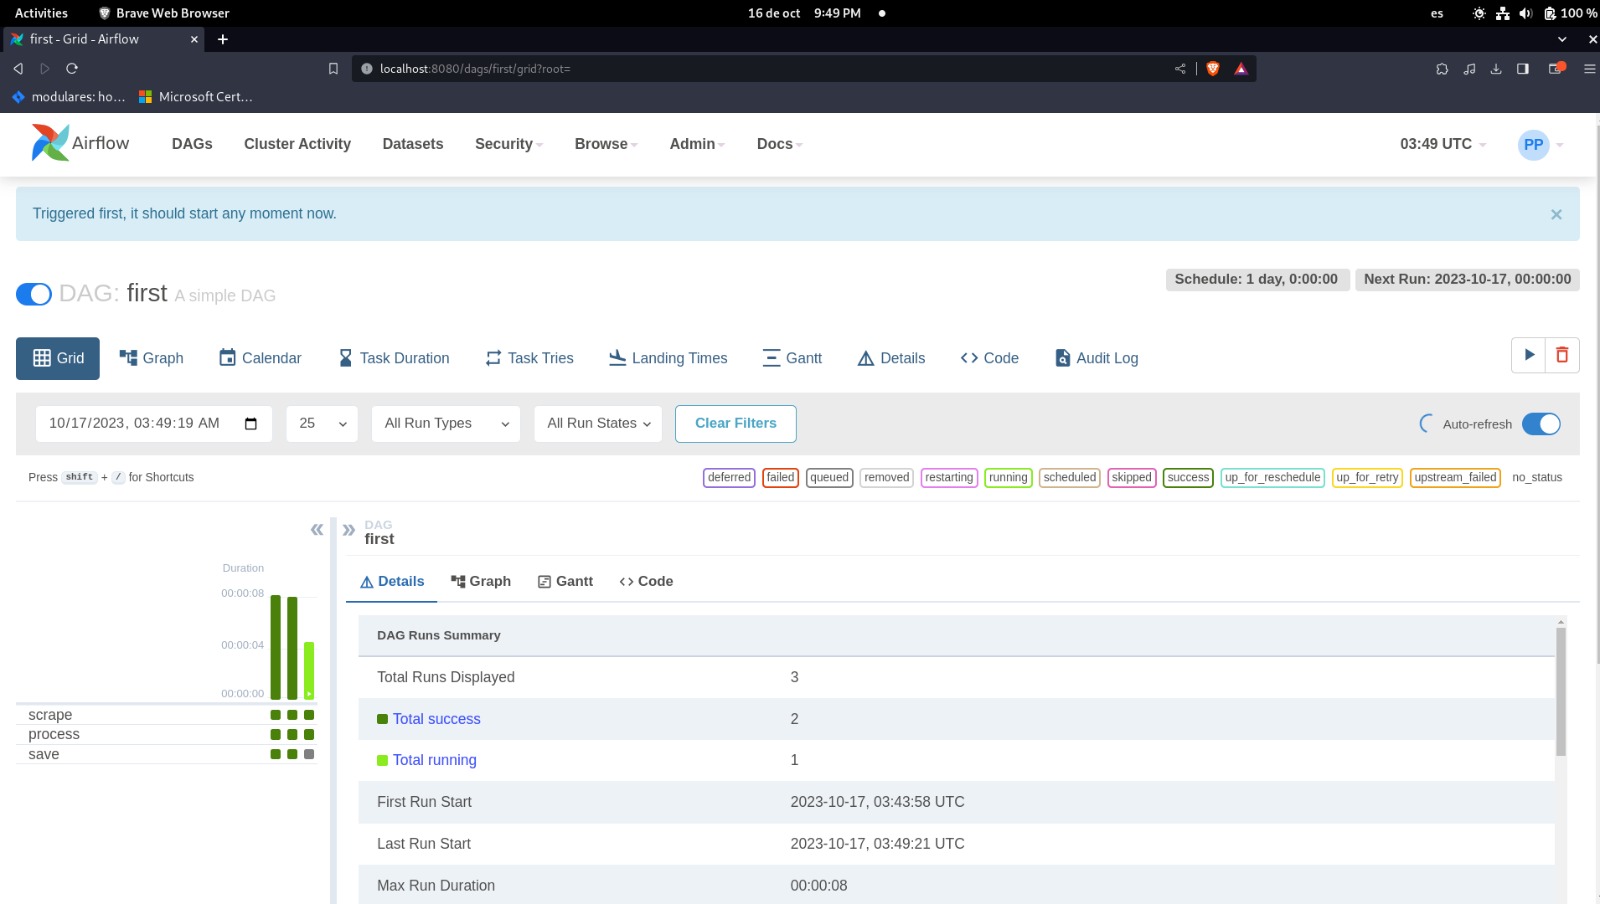 Activities
Brave Web Browser
16 de oct 9:49 PM
es
100 %
first - Grid - Airflow
localhost:8080/dags/first/grid?root=
modulares: ho...
Microsoft Cert...
Airflow
DAGs
Cluster Activity
Datasets
Security
Browse
Admin
Docs
03:49 UTC
PP
Triggered first, it should start any moment now.
Schedule: 1 day, 0:00:00
Next Run: 2023-10-17, 00:00:00
DAG: first A simple DAG
Grid
Graph
Calendar
Task Duration
Task Tries
Landing Times
Gantt
Details
Code
Audit Log
10/17/2023, 03:49:19 AM
25
All Run Types
All Run States
Clear Filters
Auto-refresh
Press shift + / for Shortcuts
deferred
failed
queued
removed
restarting
running
scheduled
skipped
success
up_for_reschedule
up_for_retry
upstream_failed
no_status
DAG
first
Duration
00:00:08
00:00:04
00:00:00
scrape
process
save
Details
Graph
Gantt
Code
DAG Runs Summary
Total Runs Displayed 3
Total success 2
Total running 1
First Run Start 2023-10-17, 03:43:58 UTC
Last Run Start 2023-10-17, 03:49:21 UTC
Max Run Duration 00:00:08